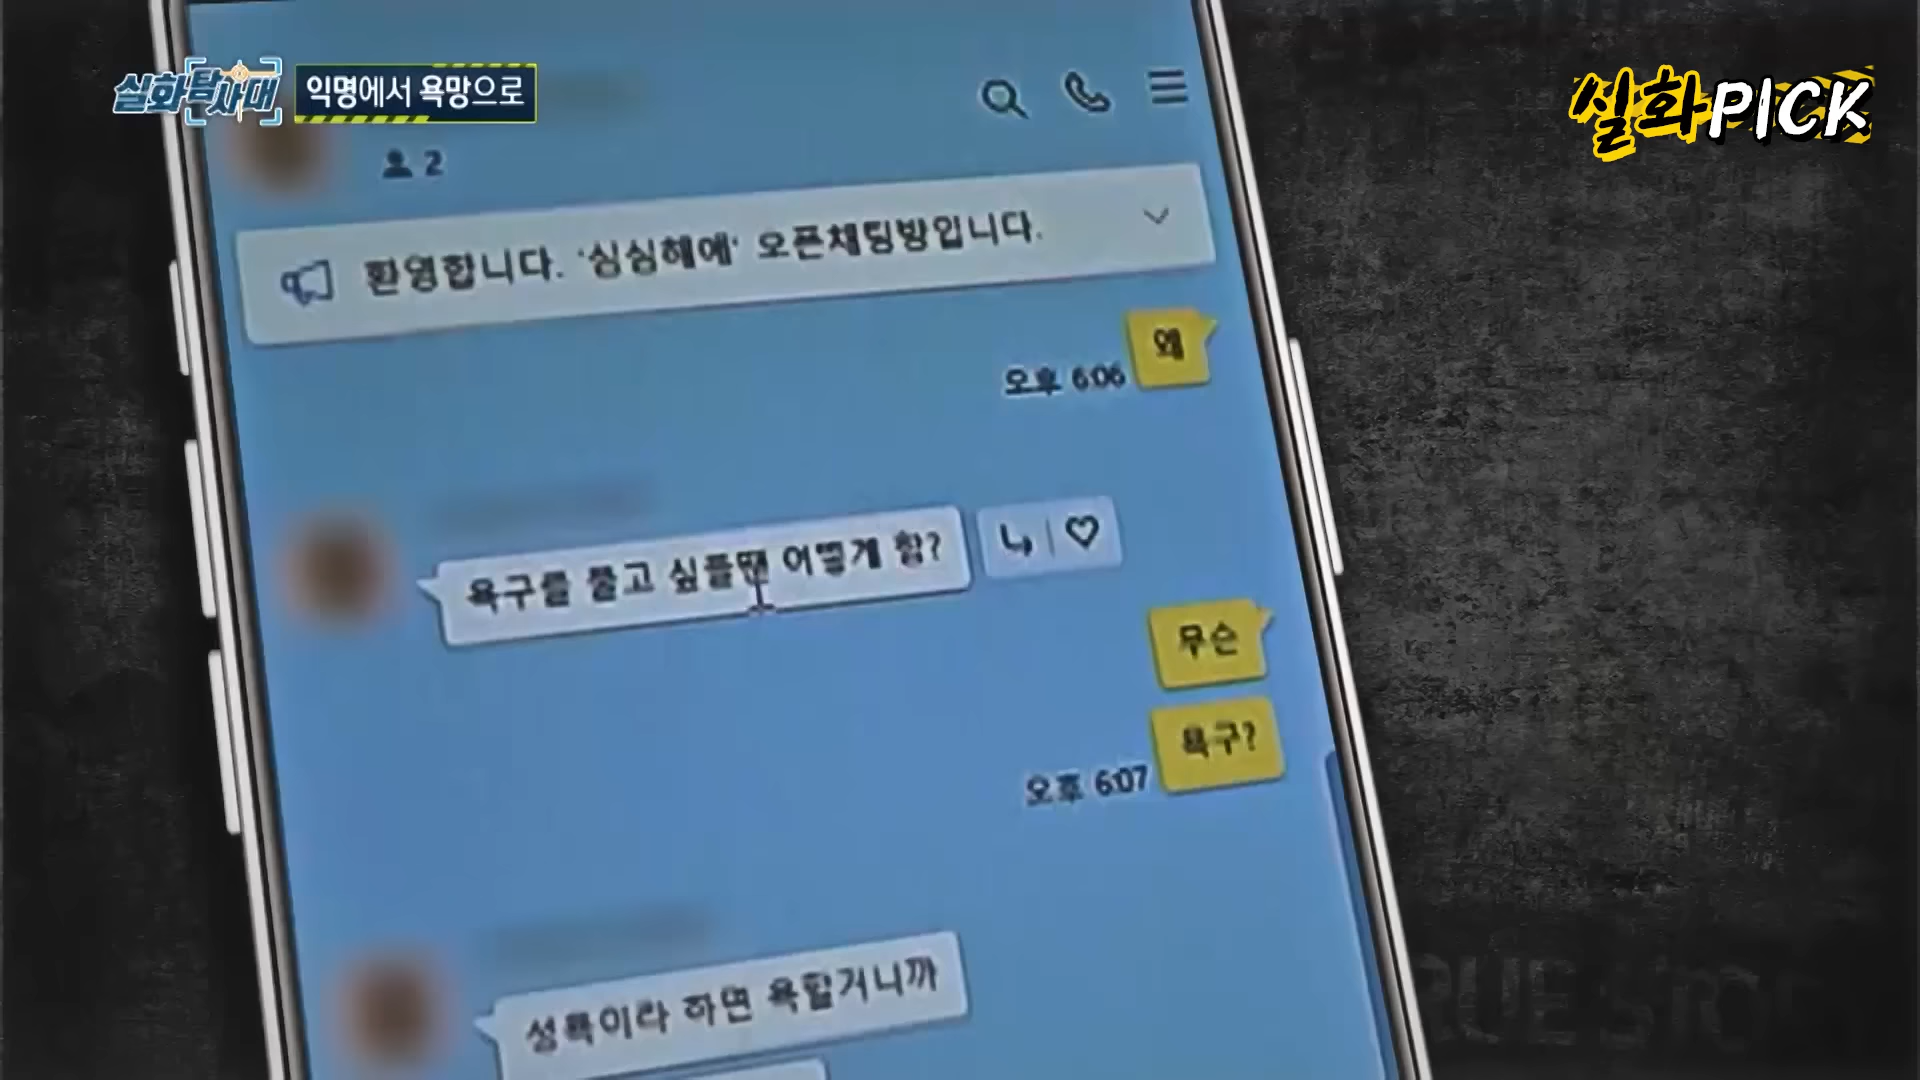 실화탐사대
익명에서 욕망으로
실화PICK
2
환영합니다. '심심해에' 오픈채팅방입니다.
왜
오후 6:06
욕구를 풀고 싶을땐 어떻게 함?
무슨
욕구?
오후 6:07
성욕이라 하면 욕할거니까